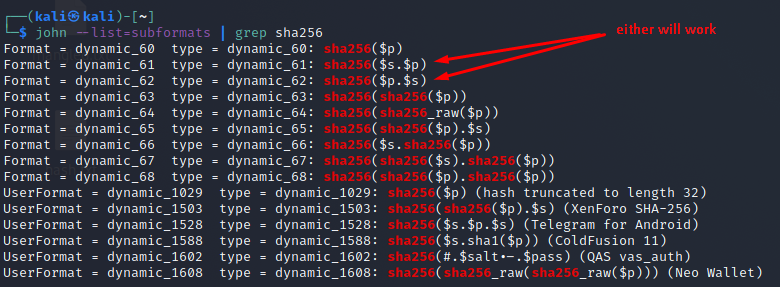 ┌──(kali㉿kali)-[~]
└─$ john --list=subformats | grep sha256
either will work
Format = dynamic_60  type = dynamic_60: sha256($p)
Format = dynamic_61  type = dynamic_61: sha256($s.$p)
Format = dynamic_62  type = dynamic_62: sha256($p.$s)
Format = dynamic_63  type = dynamic_63: sha256(sha256($p))
Format = dynamic_64  type = dynamic_64: sha256(sha256_raw($p))
Format = dynamic_65  type = dynamic_65: sha256(sha256($p).$s)
Format = dynamic_66  type = dynamic_66: sha256($s.sha256($p))
Format = dynamic_67  type = dynamic_67: sha256(sha256($s).sha256($p))
Format = dynamic_68  type = dynamic_68: sha256(sha256($p).sha256($p))
UserFormat = dynamic_1029  type = dynamic_1029: sha256($p) (hash truncated to length 32)
UserFormat = dynamic_1503  type = dynamic_1503: sha256(sha256($p).$s) (XenForo SHA-256)
UserFormat = dynamic_1528  type = dynamic_1528: sha256($s.$p.$s) (Telegram for Android)
UserFormat = dynamic_1588  type = dynamic_1588: sha256($s.sha1($p)) (ColdFusion 11)
UserFormat = dynamic_1602  type = dynamic_1602: sha256(#.$salt.-.$pass) (QAS vas_auth)
UserFormat = dynamic_1608  type = dynamic_1608: sha256(sha256_raw(sha256_raw($p))) (Neo Wallet)